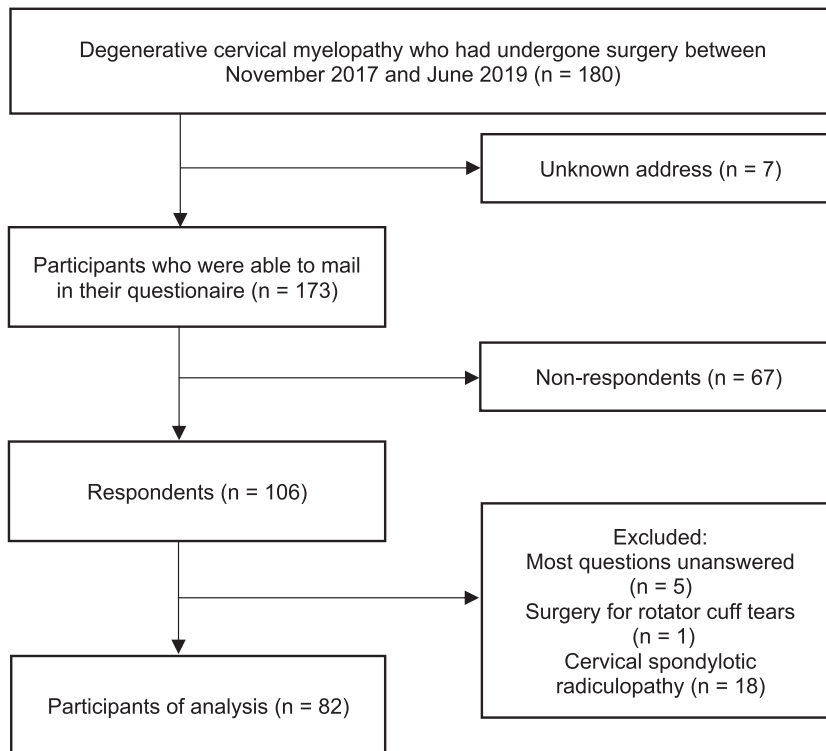 Degenerative cervical myelopathy who had undergone surgery between
November 2017 and June 2019 (n = 180)
Unknown address (n = 7)
Participants who were able to mail
in their questionaire (n = 173)
Non-respondents (n = 67)
Respondents (n = 106)
Excluded:
Most questions unanswered
(n = 5)
Surgery for rotator cuff tears
(n = 1)
Cervical spondylotic
radiculopathy (n = 18)
Participants of analysis (n = 82)